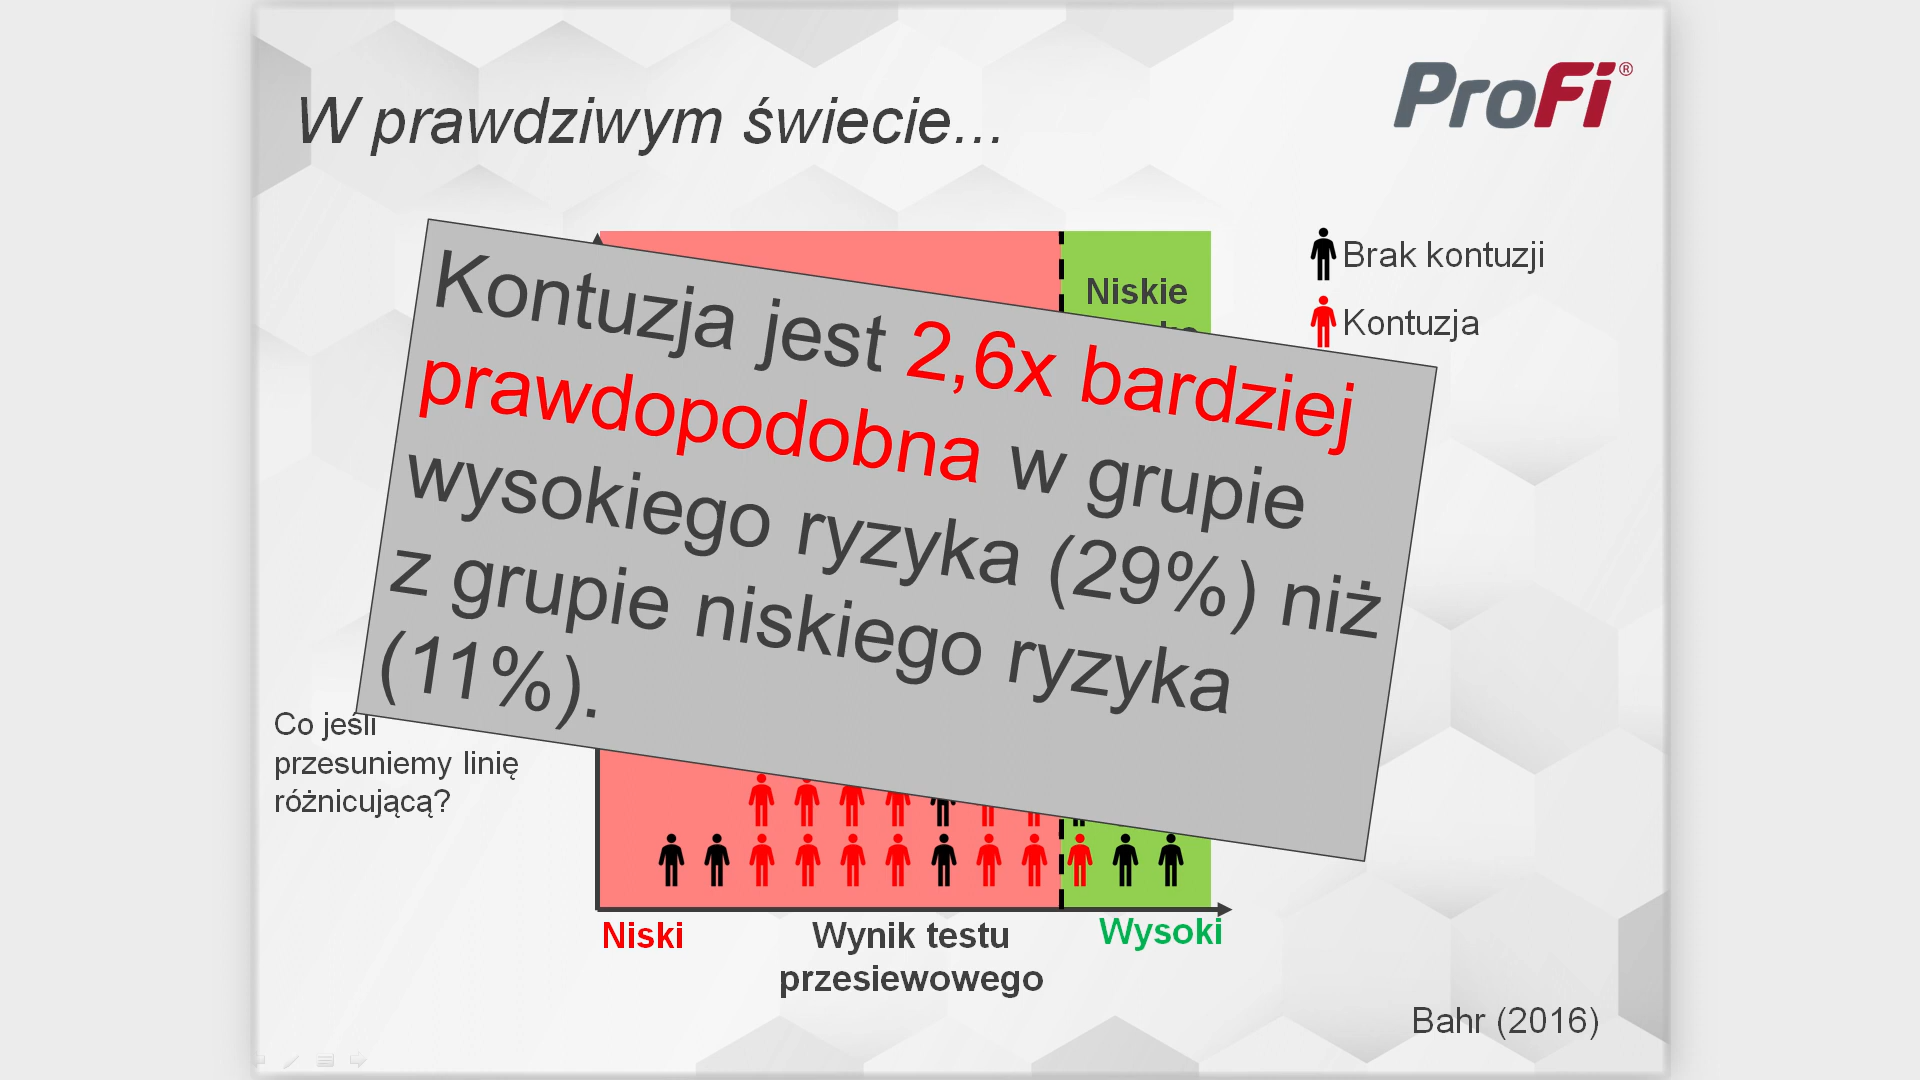 W prawdziwym świecie...
ProFi®
Brak kontuzji
Kontuzja
Niskie
Kontuzja jest 2,6x bardziej
prawdopodobna w grupie
wysokiego ryzyka (29%) niż
z grupie niskiego ryzyka
(11%).
Co jeśli
przesuniemy linię
różnicującą?
Niski
Wynik testu
przesiewowego
Wysoki
Bahr (2016)